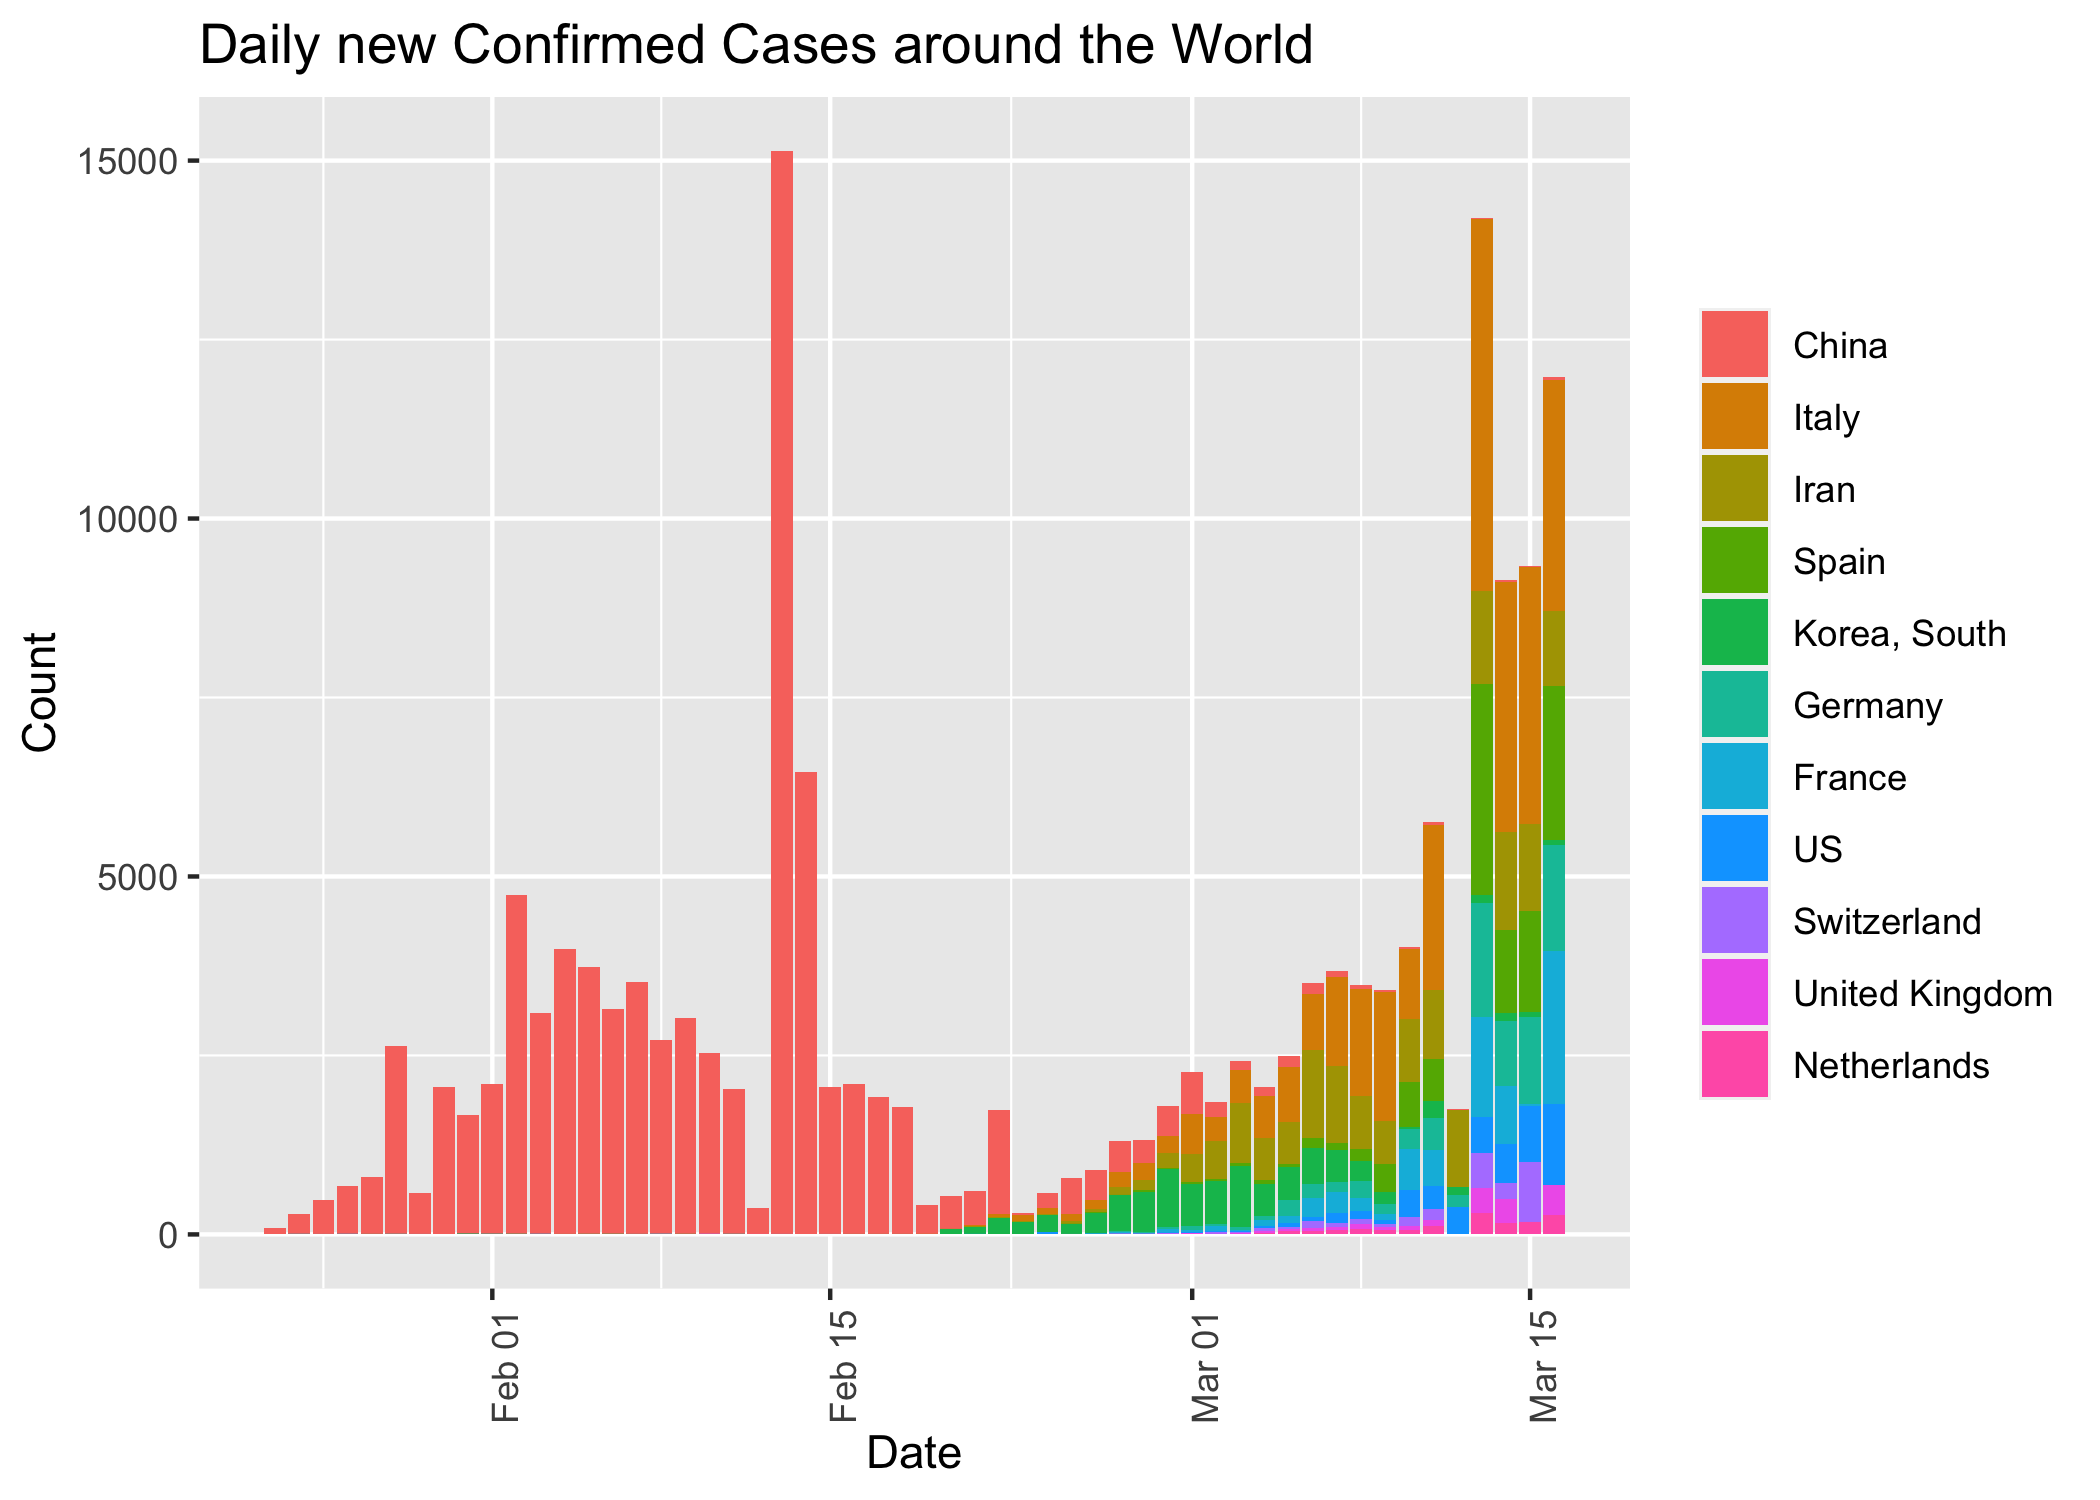 Daily new Confirmed Cases around the World
Count
15000
10000
5000
0
Feb 01
Feb 15
Mar 01
Mar 15
Date
China
Italy
Iran
Spain
Korea, South
Germany
France
US
Switzerland
United Kingdom
Netherlands